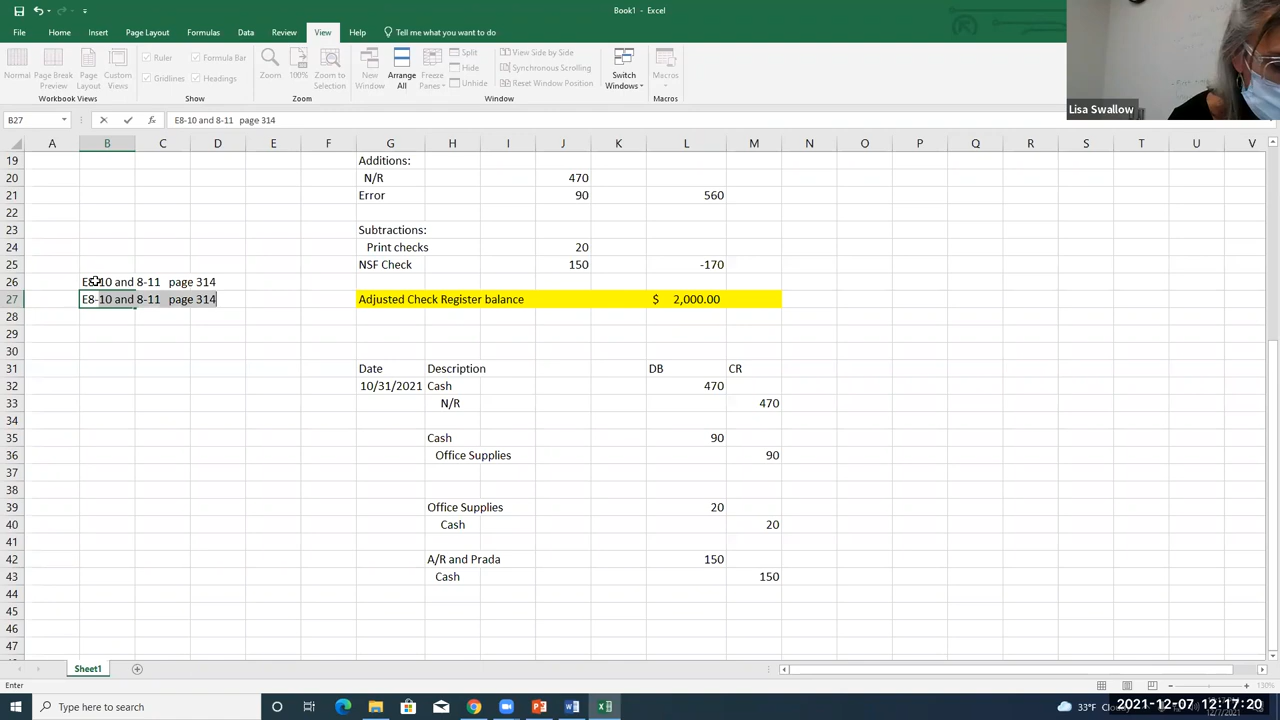 Book1 - Excel
File Home Insert Page Layout Formulas Data Review View Help Tell me what you want to do
Normal Page Break Preview Page Layout Custom Views
Ruler Formula Bar
Gridlines Headings
Zoom 100% Zoom to Selection
New Window Arrange All Freeze Panes
Split
Hide
Unhide
View Side by Side
Synchronous Scrolling
Reset Window Position
Switch Windows Macros
Workbook Views Show Zoom Window Macros
Lisa Swallow
B27 fx E8-10 and 8-11 page 314
A B C D E F G H I J K L M N O P Q R S T U V
19 Additions:
20 N/R 470
21 Error 90 560
22
23 Subtractions:
24 Print checks 20
25 NSF Check 150 -170
26 E8-10 and 8-11 page 314
27 E8-10 and 8-11 page 314 Adjusted Check Register balance $ 2,000.00
28
29
30
31 Date Description DB CR
32 10/31/2021 Cash 470
33 N/R 470
34
35 Cash 90
36 Office Supplies 90
37
38
39 Office Supplies 20
40 Cash 20
41
42 A/R and Prada 150
43 Cash 150
44
45
46
47
Sheet1
Enter 130%
Type here to search 33°F 2021-12-07 12:17:20